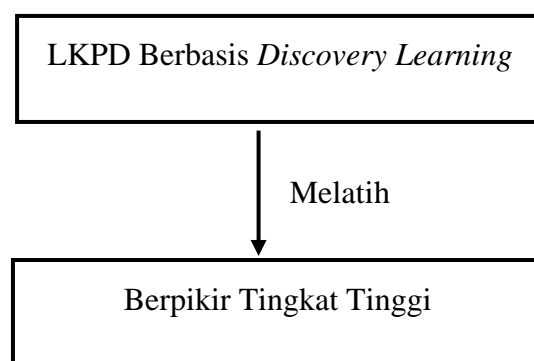 LKPD Berbasis Discovery Learning
Melatih
Berpikir Tingkat Tinggi